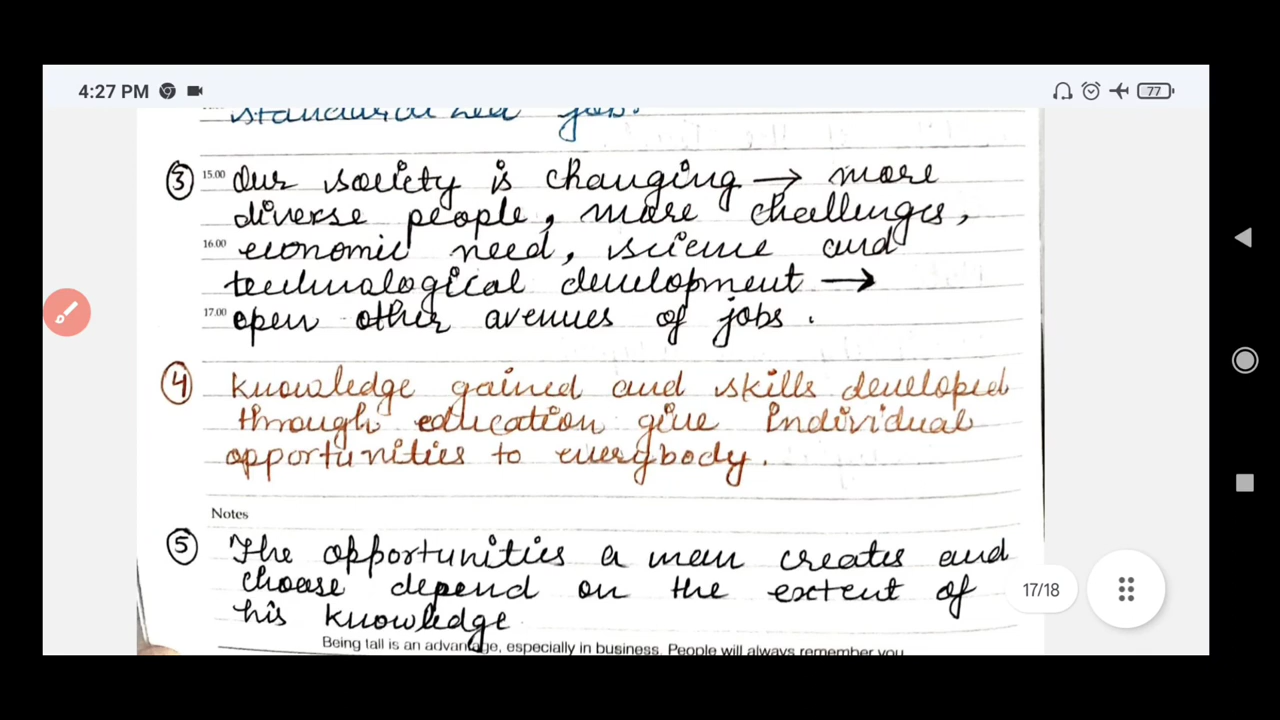 4:27 PM
77
standardized job.
③ 15.00 Our society is changing → more
diverse people, more challenges,
16.00 economic need, science and
technological development →
17.00 open other avenues of jobs.
④ knowledge gained and skills developed
through education give individual
opportunities to everybody.
Notes
⑤ The opportunities a man creates and
choose depend on the extent of
17/18
his knowledge
Being tall is an advantage, especially in business. People will always remember you